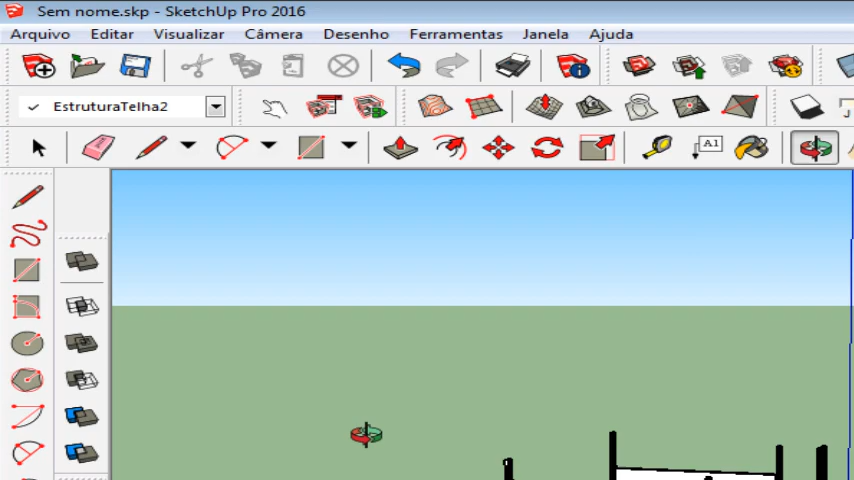 Sem nome.skp - SketchUp Pro 2016
Arquivo Editar Visualizar Câmera Desenho Ferramentas Janela Ajuda
EstruturaTelha2
A1